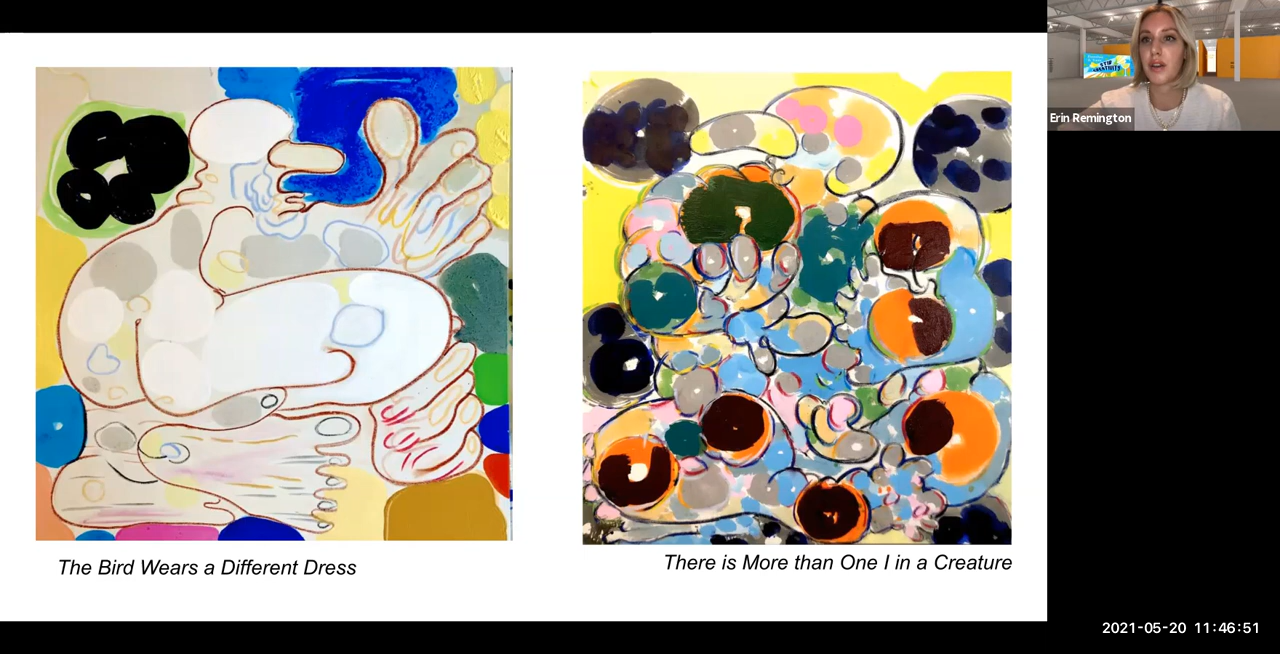 Erin Remington
The Bird Wears a Different Dress
There is More than One I in a Creature
2021-05-20 11:46:51